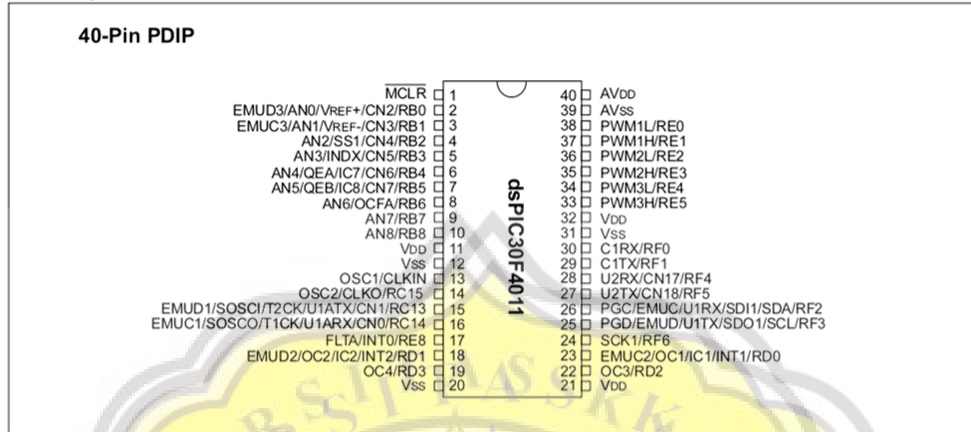 40-Pin PDIP
MCLR 1 40 AVDD
EMUD3/AN0/VREF+/CN2/RB0 2 39 AVSS
EMUC3/AN1/VREF-/CN3/RB1 3 38 PWM1L/RE0
AN2/SS1/CN4/RB2 4 37 PWM1H/RE1
AN3/INDX/CN5/RB3 5 36 PWM2L/RE2
AN4/QEA/IC7/CN6/RB4 6 35 PWM2H/RE3
AN5/QEB/IC8/CN7/RB5 7 34 PWM3L/RE4
AN6/OCFA/RB6 8 33 PWM3H/RE5
AN7/RB7 9 32 VDD
AN8/RB8 10 31 VSS
VDD 11 30 C1RX/RF0
VSS 12 29 C1TX/RF1
OSC1/CLKIN 13 28 U2RX/CN17/RF4
OSC2/CLKO/RC15 14 27 U2TX/CN18/RF5
EMUD1/SOSCI/T2CK/U1ATX/CN1/RC13 15 26 PGC/EMUC/U1RX/SDI1/SDA/RF2
EMUC1/SOSCO/T1CK/U1ARX/CN0/RC14 16 25 PGD/EMUD/U1TX/SDO1/SCL/RF3
FLTA/INT0/RE8 17 24 SCK1/RF6
EMUD2/OC2/IC2/INT2/RD1 18 23 EMUC2/OC1/IC1/INT1/RD0
OC4/RD3 19 22 OC3/RD2
VSS 20 21 VDD
dsPIC30F4011